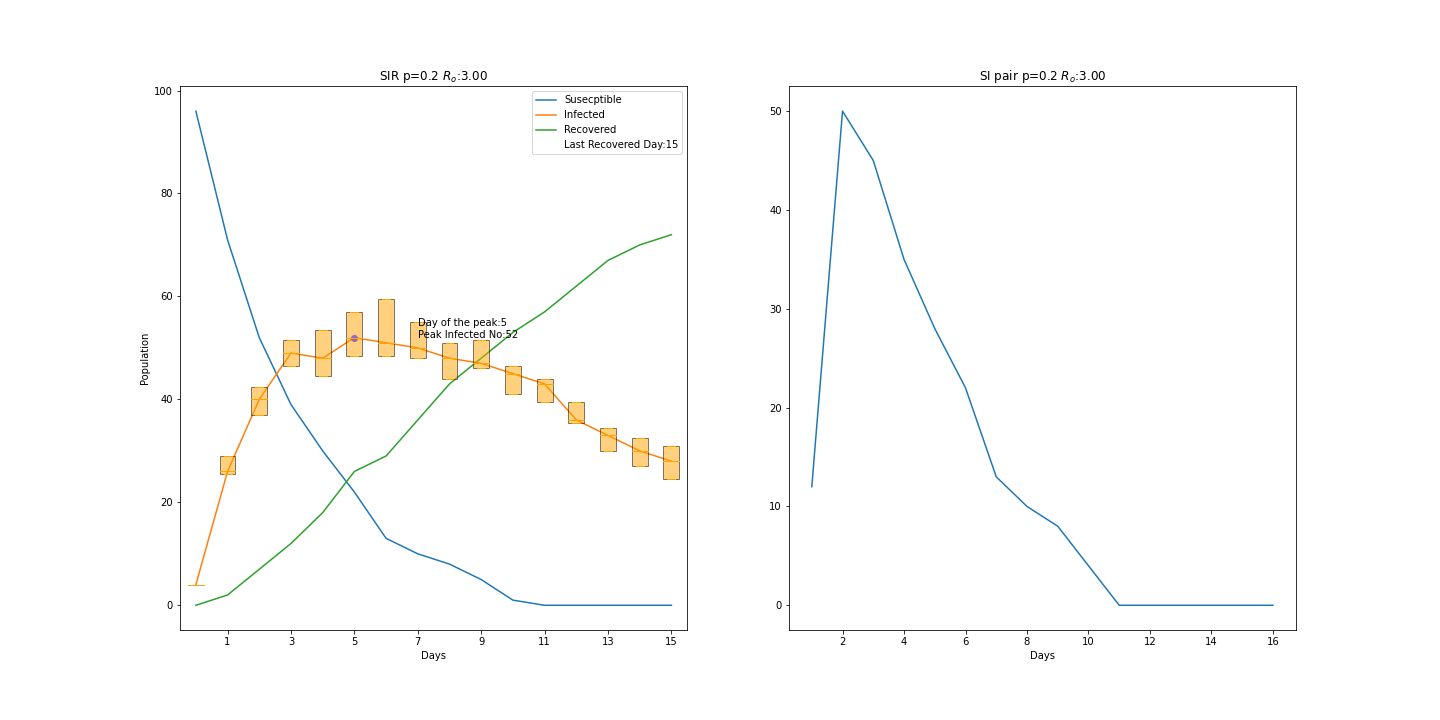 SIR p=0.2 Rₒ:3.00
Susecptible
Infected
Recovered
Last Recovered Day:15
Day of the peak:5
Peak Infected No:52
Population
100
80
60
40
20
0
1 3 5 7 9 11 13 15
Days
SI pair p=0.2 Rₒ:3.00
50
40
30
20
10
0
2 4 6 8 10 12 14 16
Days